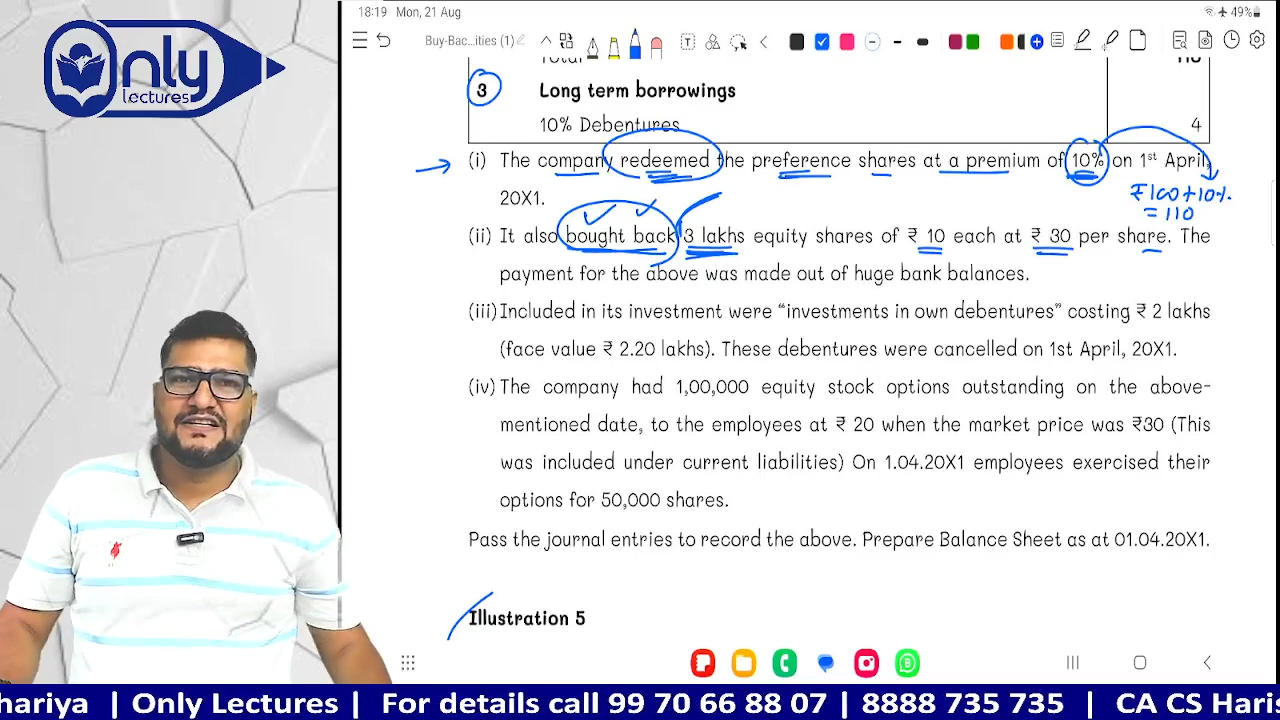 18:19 Mon, 21 Aug
49%
Only
lectures
Buy-Bac...ities (1)
Total
110
3 Long term borrowings
10% Debentures 4
(i) The company redeemed the preference shares at a premium of 10% on 1st April,
20X1.
₹100+10%
= 110
(ii) It also bought back 3 lakhs equity shares of ₹ 10 each at ₹ 30 per share. The
payment for the above was made out of huge bank balances.
(iii) Included in its investment were “investments in own debentures” costing ₹ 2 lakhs
(face value ₹ 2.20 lakhs). These debentures were cancelled on 1st April, 20X1.
(iv) The company had 1,00,000 equity stock options outstanding on the above-
mentioned date, to the employees at ₹ 20 when the market price was ₹30 (This
was included under current liabilities) On 1.04.20X1 employees exercised their
options for 50,000 shares.
Pass the journal entries to record the above. Prepare Balance Sheet as at 01.04.20X1.
Illustration 5
hariya | Only Lectures | For details call 99 70 66 88 07 | 8888 735 735 | CA CS Haris